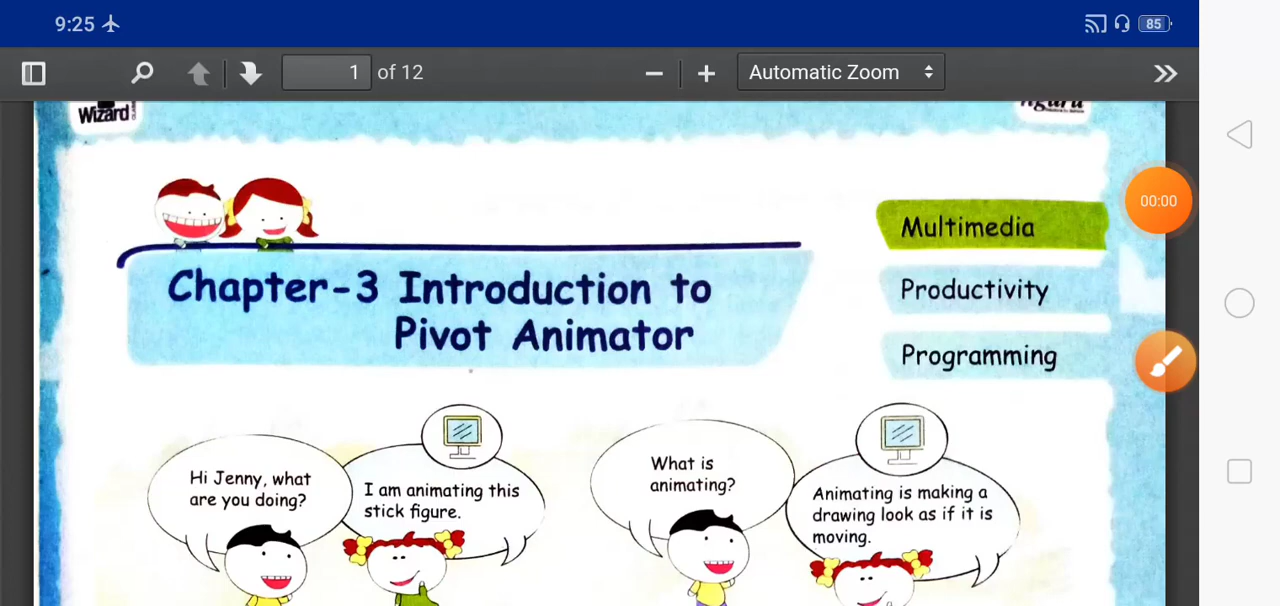 9:25
85
1 of 12
Automatic Zoom
Wizard
00:00
Multimedia
Chapter-3 Introduction to
Pivot Animator
Productivity
Programming
Hi Jenny, what
are you doing?
I am animating this
stick figure.
What is
animating?
Animating is making a
drawing look as if it is
moving.